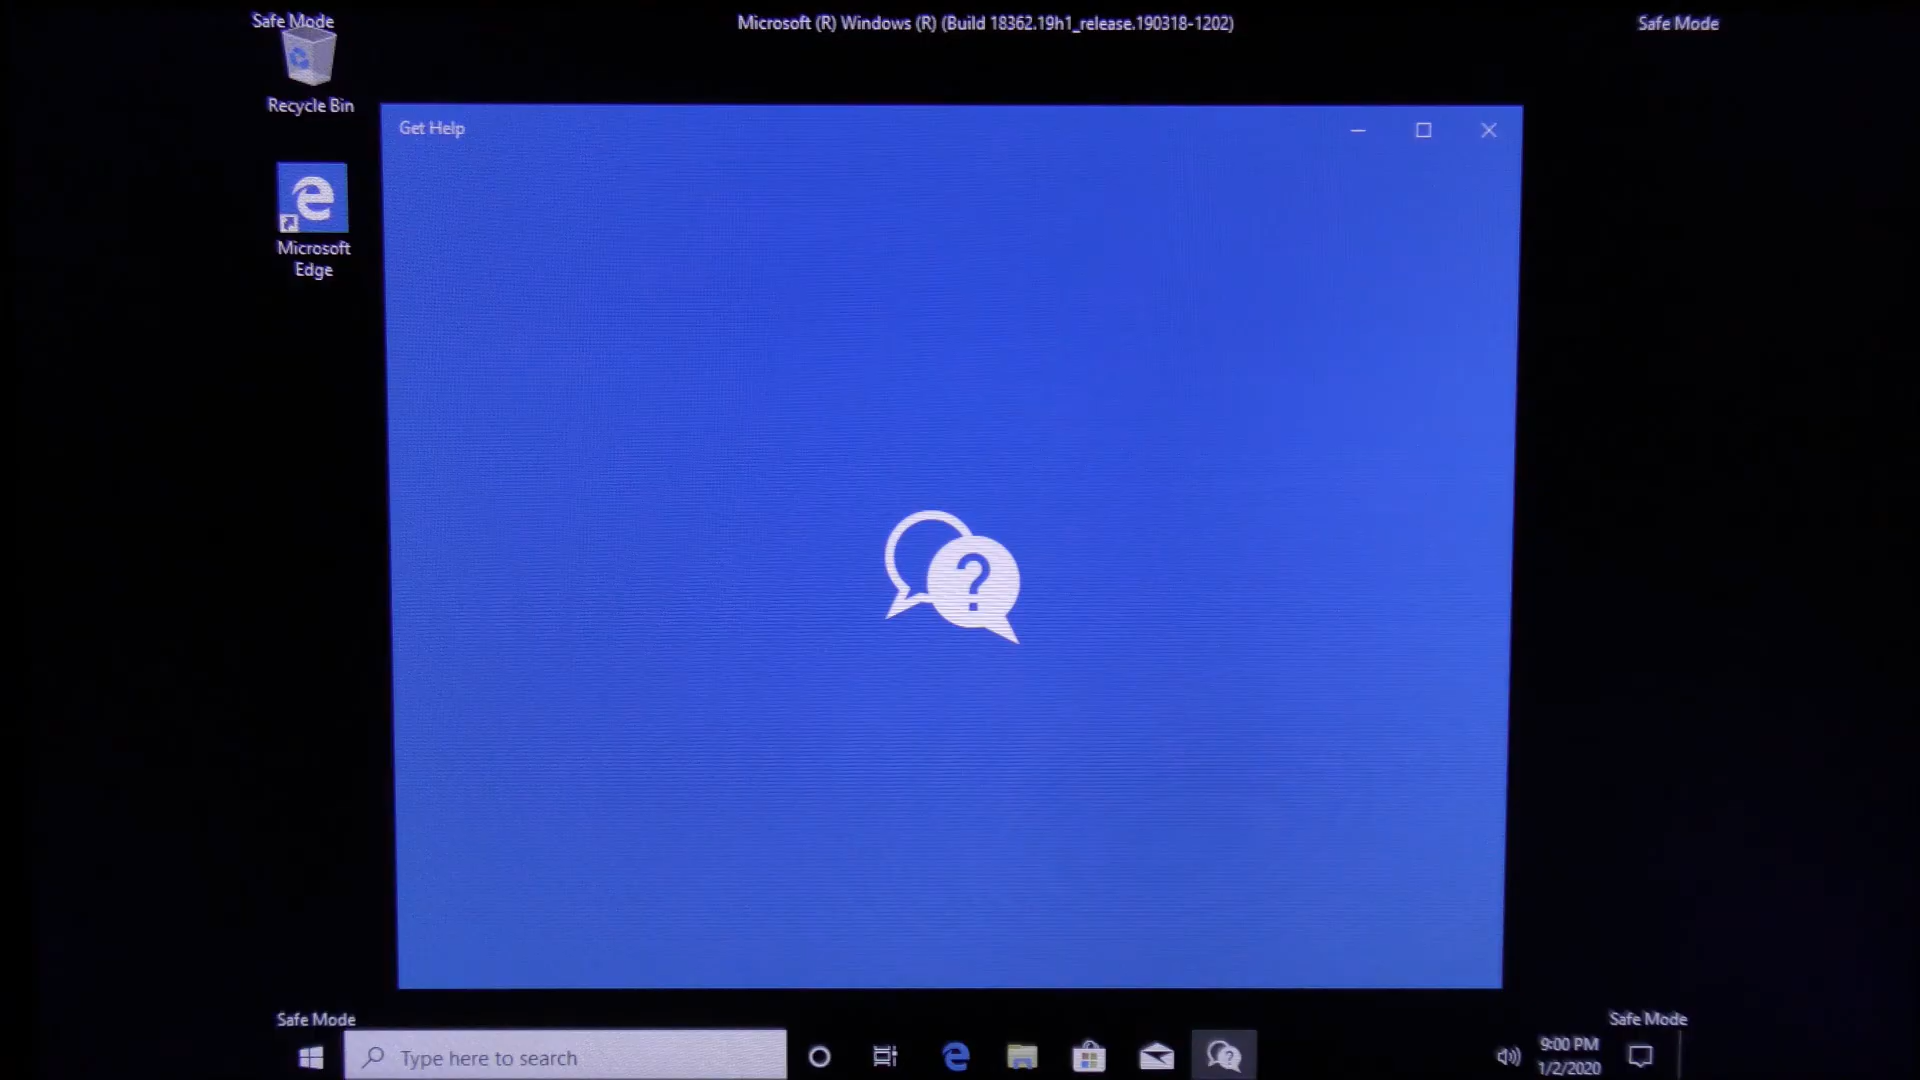 Safe Mode
Microsoft (R) Windows (R) (Build 18362.19h1_release.190318-1202)
Safe Mode
Recycle Bin
Get Help
Microsoft
Edge
?
Safe Mode
Safe Mode
Type here to search
?
9:00 PM
1/2/2020